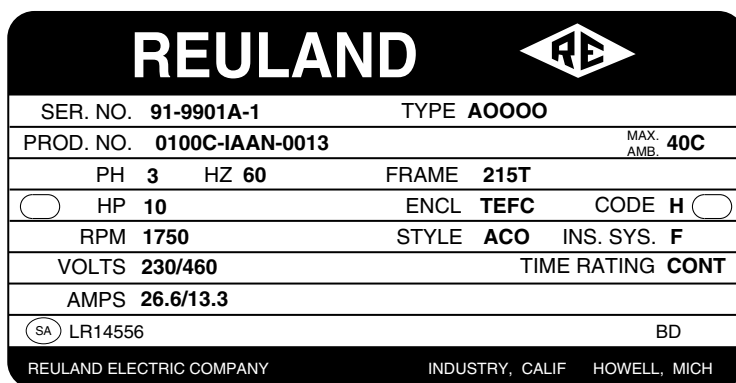 REULAND RE
SER. NO. 91-9901A-1 TYPE AOOOO
PROD. NO. 0100C-IAAN-0013 MAX. AMB. 40C
PH 3 HZ 60 FRAME 215T
HP 10 ENCL TEFC CODE H
RPM 1750 STYLE ACO INS. SYS. F
VOLTS 230/460 TIME RATING CONT
AMPS 26.6/13.3
SA LR14556 BD
REULAND ELECTRIC COMPANY INDUSTRY, CALIF HOWELL, MICH